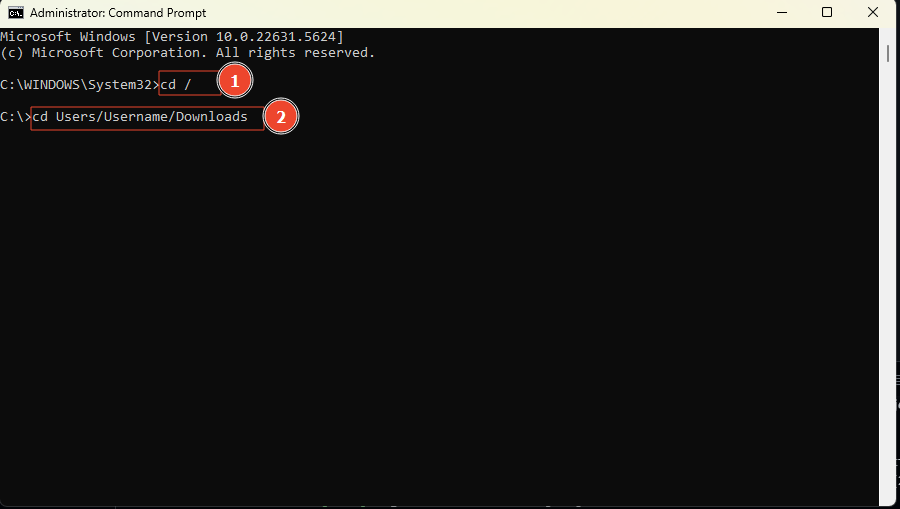 Administrator: Command Prompt
Microsoft Windows [Version 10.0.22631.5624]
(c) Microsoft Corporation. All rights reserved.
C:\WINDOWS\System32>cd / 1
C:\>cd Users/Username/Downloads 2